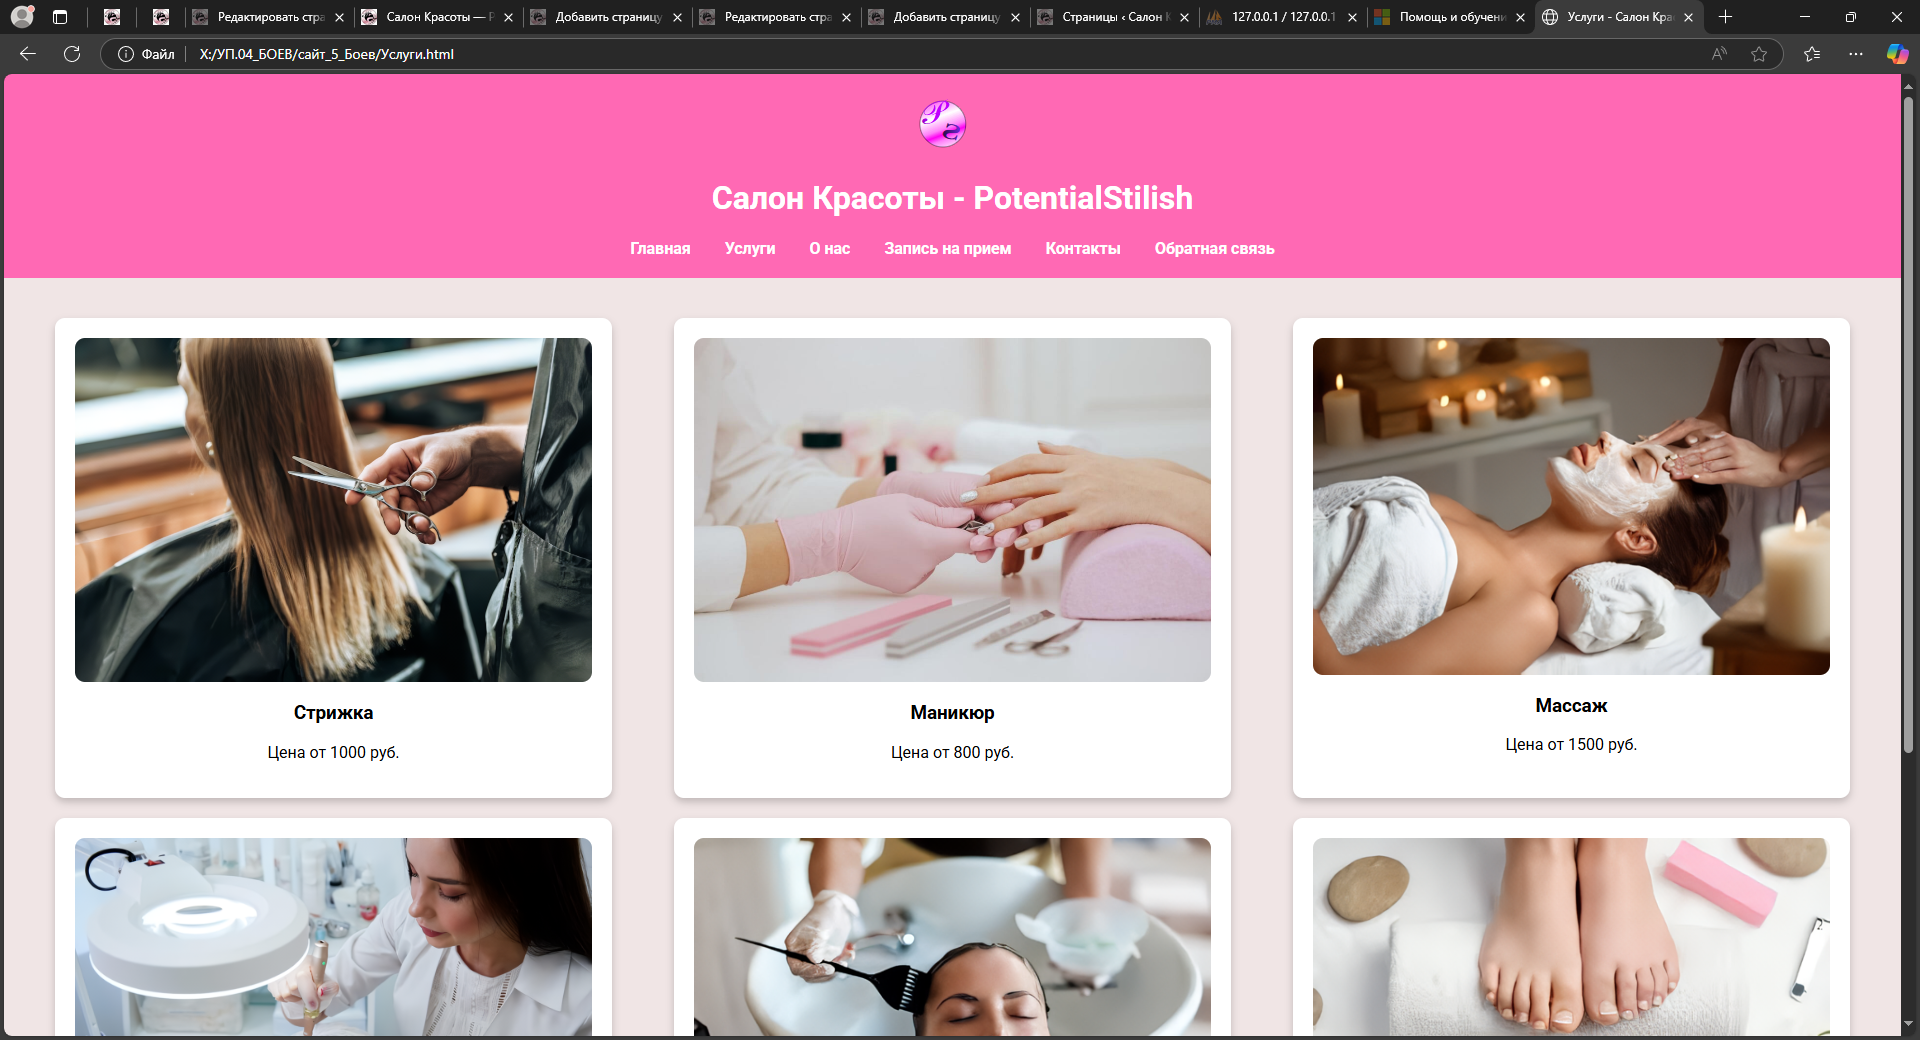 Редактировать стра
Салон Красоты — Р
Добавить страницу
Редактировать стра
Добавить страницу
Страницы ‹ Салон К
127.0.0.1 / 127.0.0.1
Помощь и обучени
Услуги - Салон Кра
Файл
X:/УП.04_БОЕВ/сайт_5_Боев/Услуги.html
Салон Красоты - PotentialStilish
Главная Услуги О нас Запись на прием Контакты Обратная связь
Стрижка
Цена от 1000 руб.
Маникюр
Цена от 800 руб.
Массаж
Цена от 1500 руб.